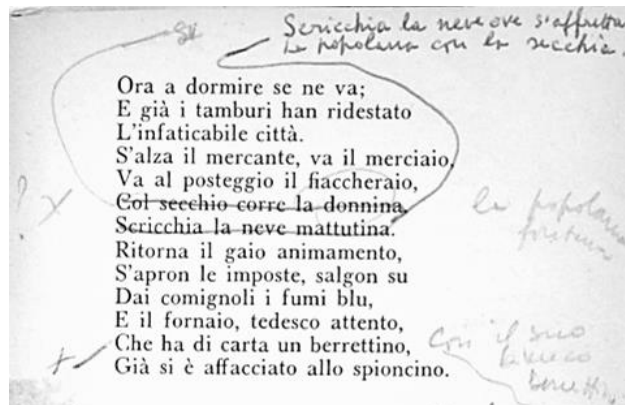 Scricchia la neve ove s'affretta
la popolana con la secchia.
Ora a dormire se ne va;
E già i tamburi han ridestato
L'infaticabile città.
S'alza il mercante, va il merciaio,
Va al posteggio il fiaccheraio,
Col secchio corre la donnina,
Scricchia la neve mattutina.
la popolana
Ritorna il gaio animamento,
S'apron le imposte, salgon su
Dai comignoli i fumi blu,
E il fornaio, tedesco attento,
Che ha di carta un berrettino,
Già si è affacciato allo spioncino.
Con il suo
bianco